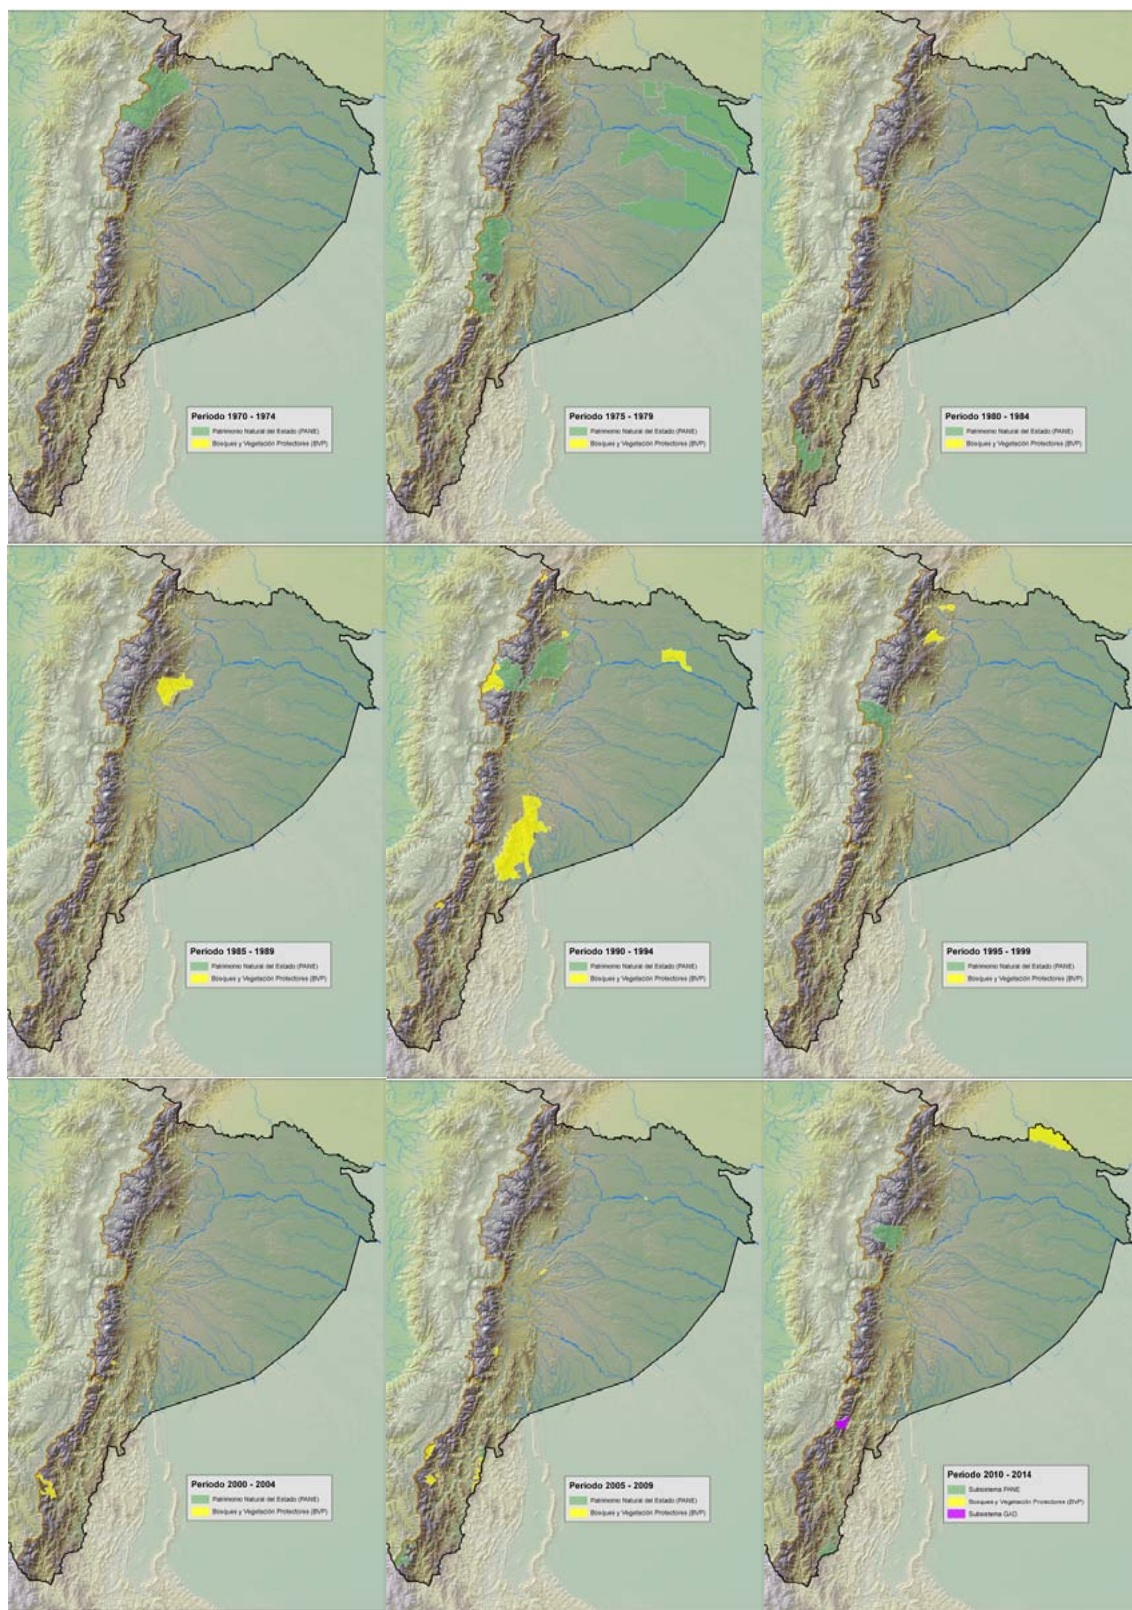 Periodo 1970 - 1974
Patrimonio Natural del Estado (PANE)
Bosques y Vegetación Protectores (BVP)
Periodo 1975 - 1979
Patrimonio Natural del Estado (PANE)
Bosques y Vegetación Protectores (BVP)
Periodo 1980 - 1984
Patrimonio Natural del Estado (PANE)
Bosques y Vegetación Protectores (BVP)
Periodo 1985 - 1989
Patrimonio Natural del Estado (PANE)
Bosques y Vegetación Protectores (BVP)
Periodo 1990 - 1994
Patrimonio Natural del Estado (PANE)
Bosques y Vegetación Protectores (BVP)
Periodo 1995 - 1999
Patrimonio Natural del Estado (PANE)
Bosques y Vegetación Protectores (BVP)
Periodo 2000 - 2004
Patrimonio Natural del Estado (PANE)
Bosques y Vegetación Protectores (BVP)
Periodo 2005 - 2009
Patrimonio Natural del Estado (PANE)
Bosques y Vegetación Protectores (BVP)
Periodo 2010 - 2014
Subsistema PANE
Bosques y Vegetación Protectores (BVP)
Subsistema GAD